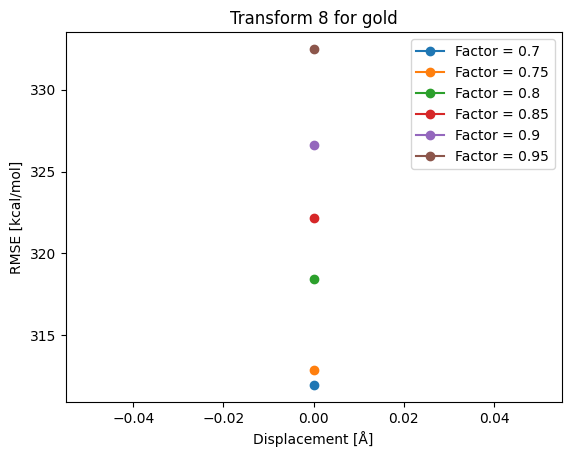 Transform 8 for gold
Factor = 0.7
Factor = 0.75
Factor = 0.8
Factor = 0.85
Factor = 0.9
Factor = 0.95
RMSE [kcal/mol]
330
325
320
315
−0.04 −0.02 0.00 0.02 0.04
Displacement [Å]